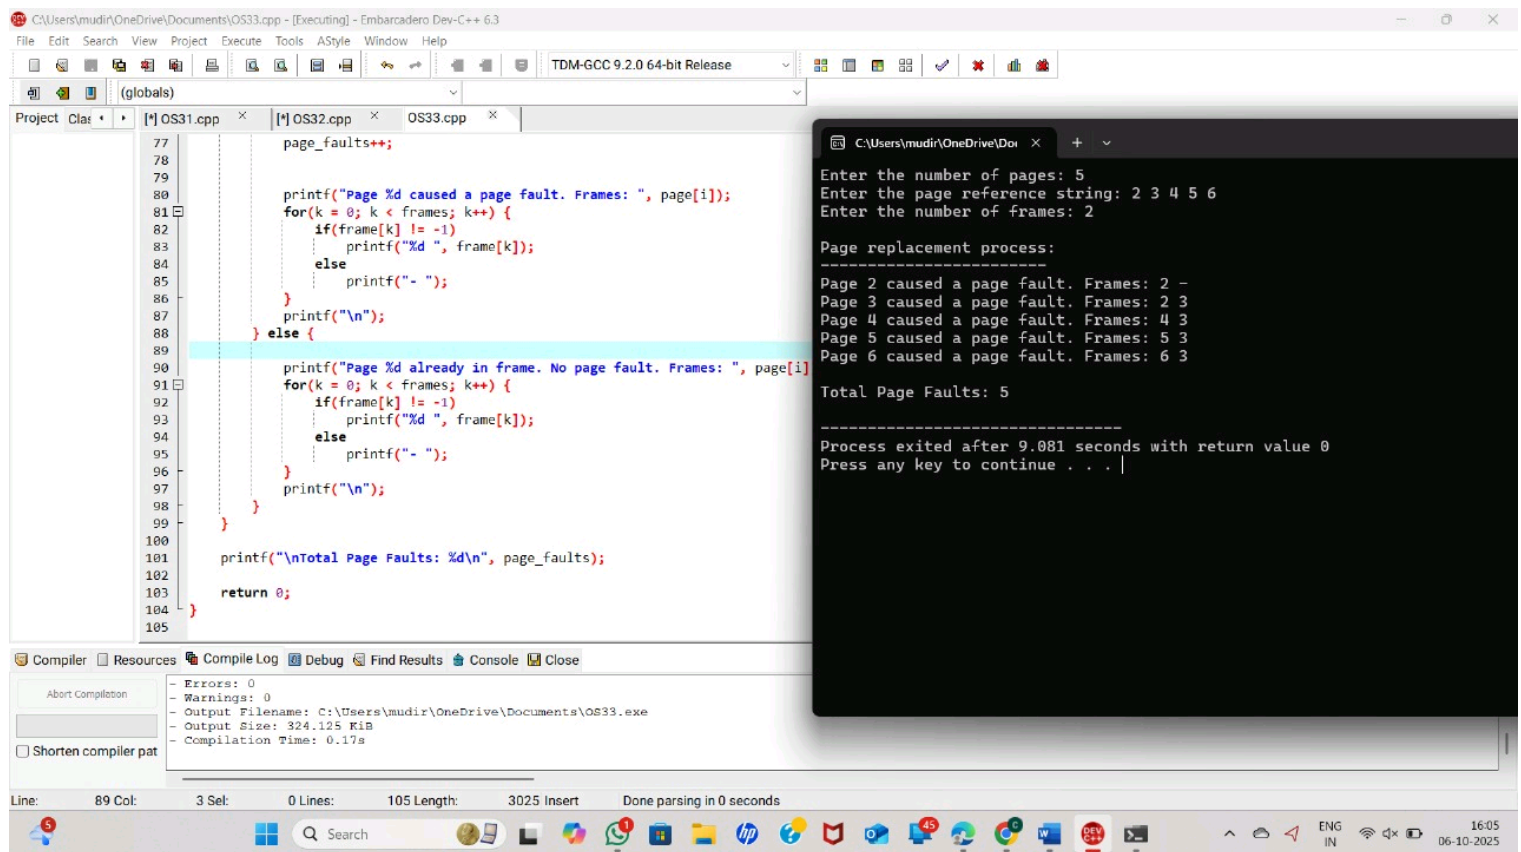 C:\Users\mudir\OneDrive\Documents\OS33.cpp - [Executing] - Embarcadero Dev-C++ 6.3
File Edit Search View Project Execute Tools AStyle Window Help
TDM-GCC 9.2.0 64-bit Release
(globals)
Project Clas [*] OS31.cpp [*] OS32.cpp OS33.cpp
77 page_faults++;
78
79
80 printf("Page %d caused a page fault. Frames: ", page[i]);
81 for(k = 0; k < frames; k++) {
82 if(frame[k] != -1)
83 printf("%d ", frame[k]);
84 else
85 printf("- ");
86 }
87 printf("\n");
88 } else {
89
90 printf("Page %d already in frame. No page fault. Frames: ", page[i]
91 for(k = 0; k < frames; k++) {
92 if(frame[k] != -1)
93 printf("%d ", frame[k]);
94 else
95 printf("- ");
96 }
97 printf("\n");
98 }
99 }
100
101 printf("\nTotal Page Faults: %d\n", page_faults);
102
103 return 0;
104 }
105
C:\Users\mudir\OneDrive\Do
Enter the number of pages: 5
Enter the page reference string: 2 3 4 5 6
Enter the number of frames: 2
Page replacement process:
------------------------
Page 2 caused a page fault. Frames: 2 -
Page 3 caused a page fault. Frames: 2 3
Page 4 caused a page fault. Frames: 4 3
Page 5 caused a page fault. Frames: 5 3
Page 6 caused a page fault. Frames: 6 3
Total Page Faults: 5
--------------------------------
Process exited after 9.081 seconds with return value 0
Press any key to continue . . .
Compiler Resources Compile Log Debug Find Results Console Close
Abort Compilation
Shorten compiler pat
- Errors: 0
- Warnings: 0
- Output Filename: C:\Users\mudir\OneDrive\Documents\OS33.exe
- Output Size: 324.125 KiB
- Compilation Time: 0.17s
Line: 89 Col: 3 Sel: 0 Lines: 105 Length: 3025 Insert Done parsing in 0 seconds
5
Search
1
hp
45
C
W
DEV C++
ENG
IN
16:05
06-10-2025